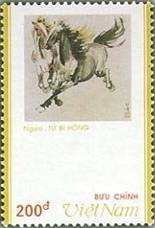 Ngựa . TỪ BI HỒNG
BƯU CHÍNH
200đ Việt Nam